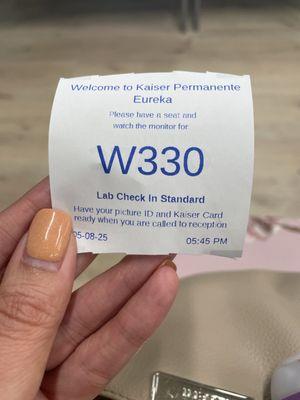 Welcome to Kaiser Permanente
Eureka
Please have a seat and
watch the monitor for
W330
Lab Check In Standard
Have your picture ID and Kaiser Card
ready when you are called to reception
05-08-25 05:45 PM